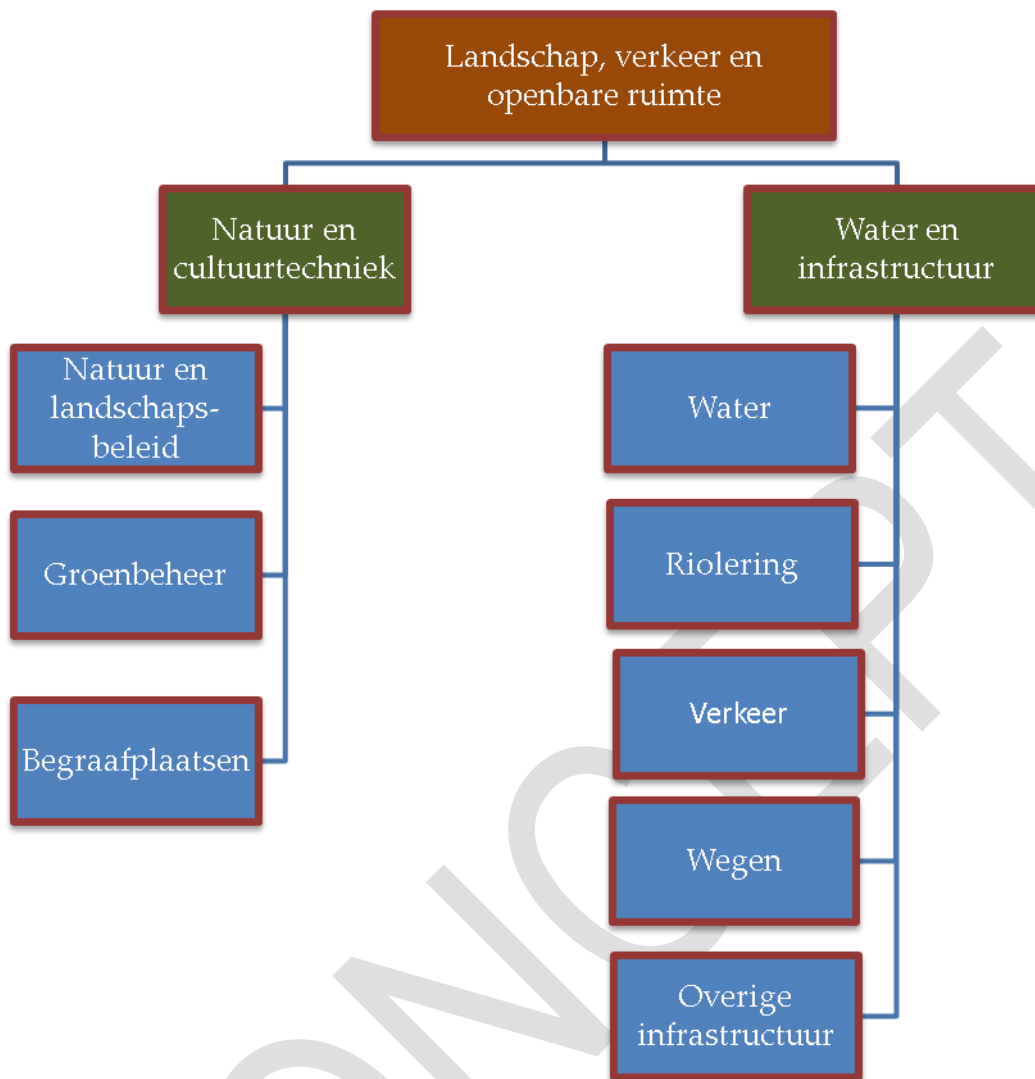 Landschap, verkeer en
openbare ruimte
Natuur en
cultuurtechniek
Natuur en
landschaps-
beleid
Groenbeheer
Begraafplaatsen
Water en
infrastructuur
Water
Riolering
Verkeer
Wegen
Overige
infrastructuur
ONCEPT